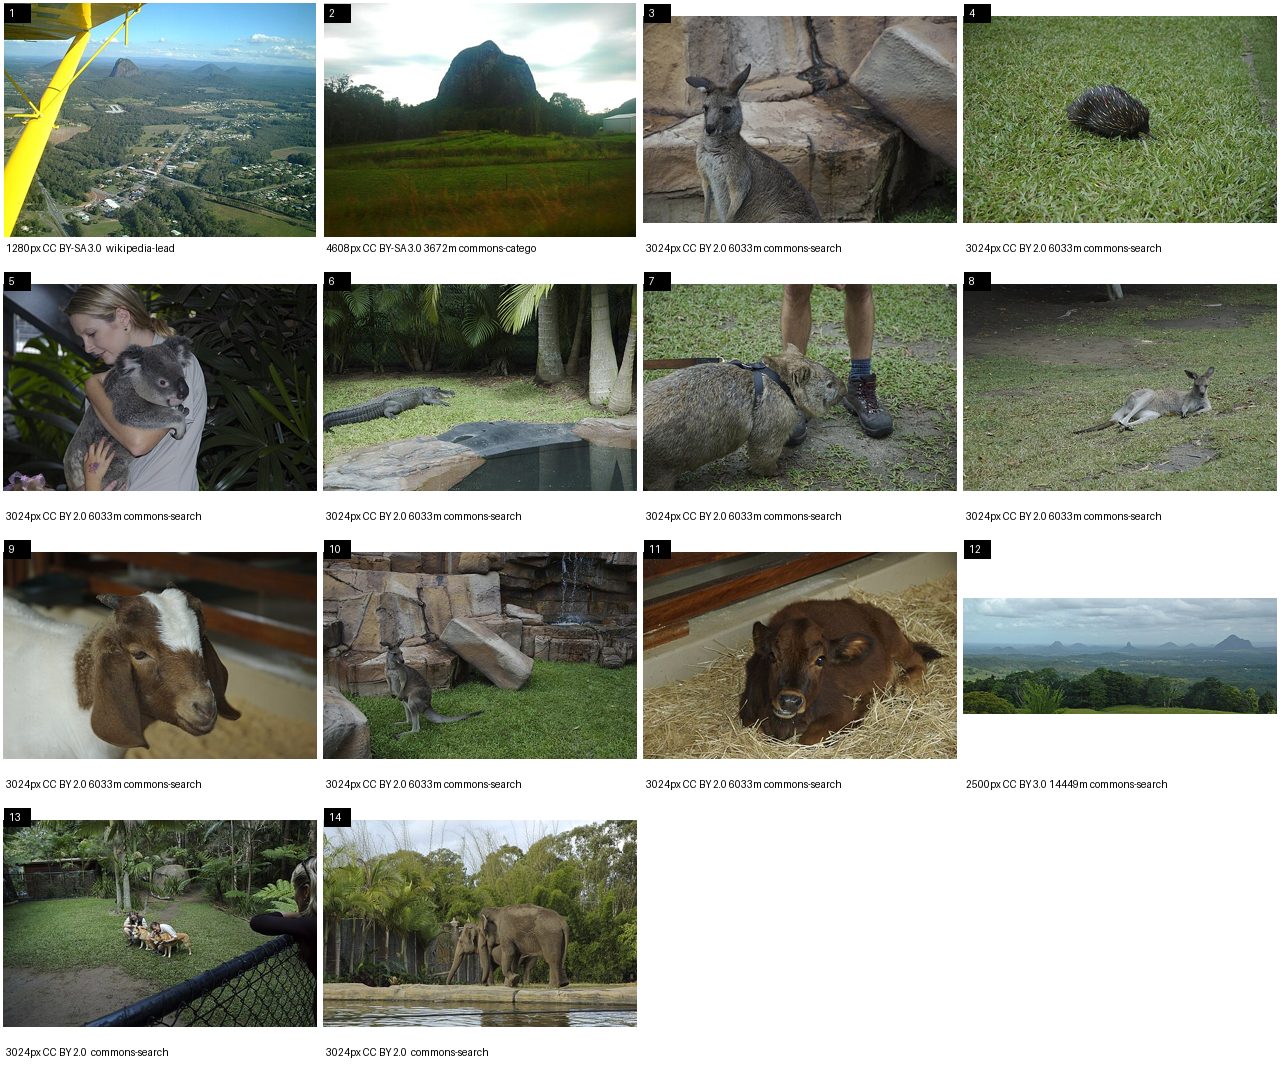 1
2
3
4
1280px CC BY-SA 3.0 wikipedia-lead
4608px CC BY-SA 3.0 3672m commons-catego
3024px CC BY 2.0 6033m commons-search
3024px CC BY 2.0 6033m commons-search
5
6
7
8
3024px CC BY 2.0 6033m commons-search
3024px CC BY 2.0 6033m commons-search
3024px CC BY 2.0 6033m commons-search
3024px CC BY 2.0 6033m commons-search
9
10
11
12
3024px CC BY 2.0 6033m commons-search
3024px CC BY 2.0 6033m commons-search
3024px CC BY 2.0 6033m commons-search
2500px CC BY 3.0 14449m commons-search
13
14
3024px CC BY 2.0 commons-search
3024px CC BY 2.0 commons-search